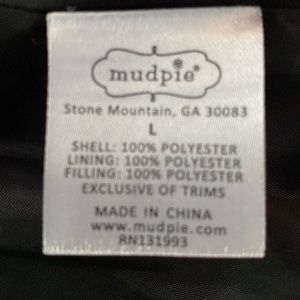 mudpie®
Stone Mountain, GA 30083
L
SHELL: 100% POLYESTER
LINING: 100% POLYESTER
FILLING: 100% POLYESTER
EXCLUSIVE OF TRIMS
MADE IN CHINA
www.mudpie.com
RN131993